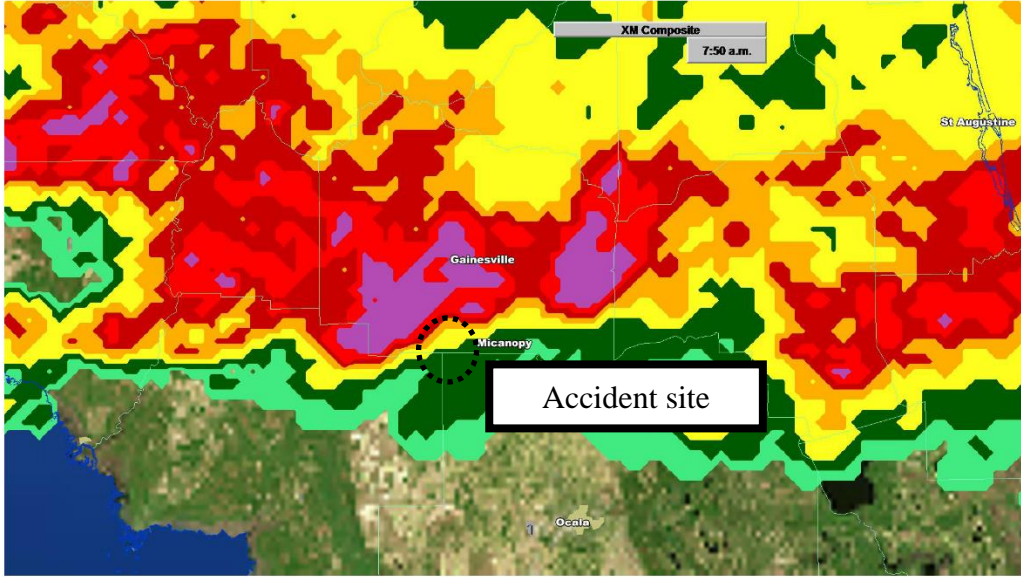 XM Composite
7:50 a.m.
St Augustine
Gainesville
Micanopy
Accident site
Ocala